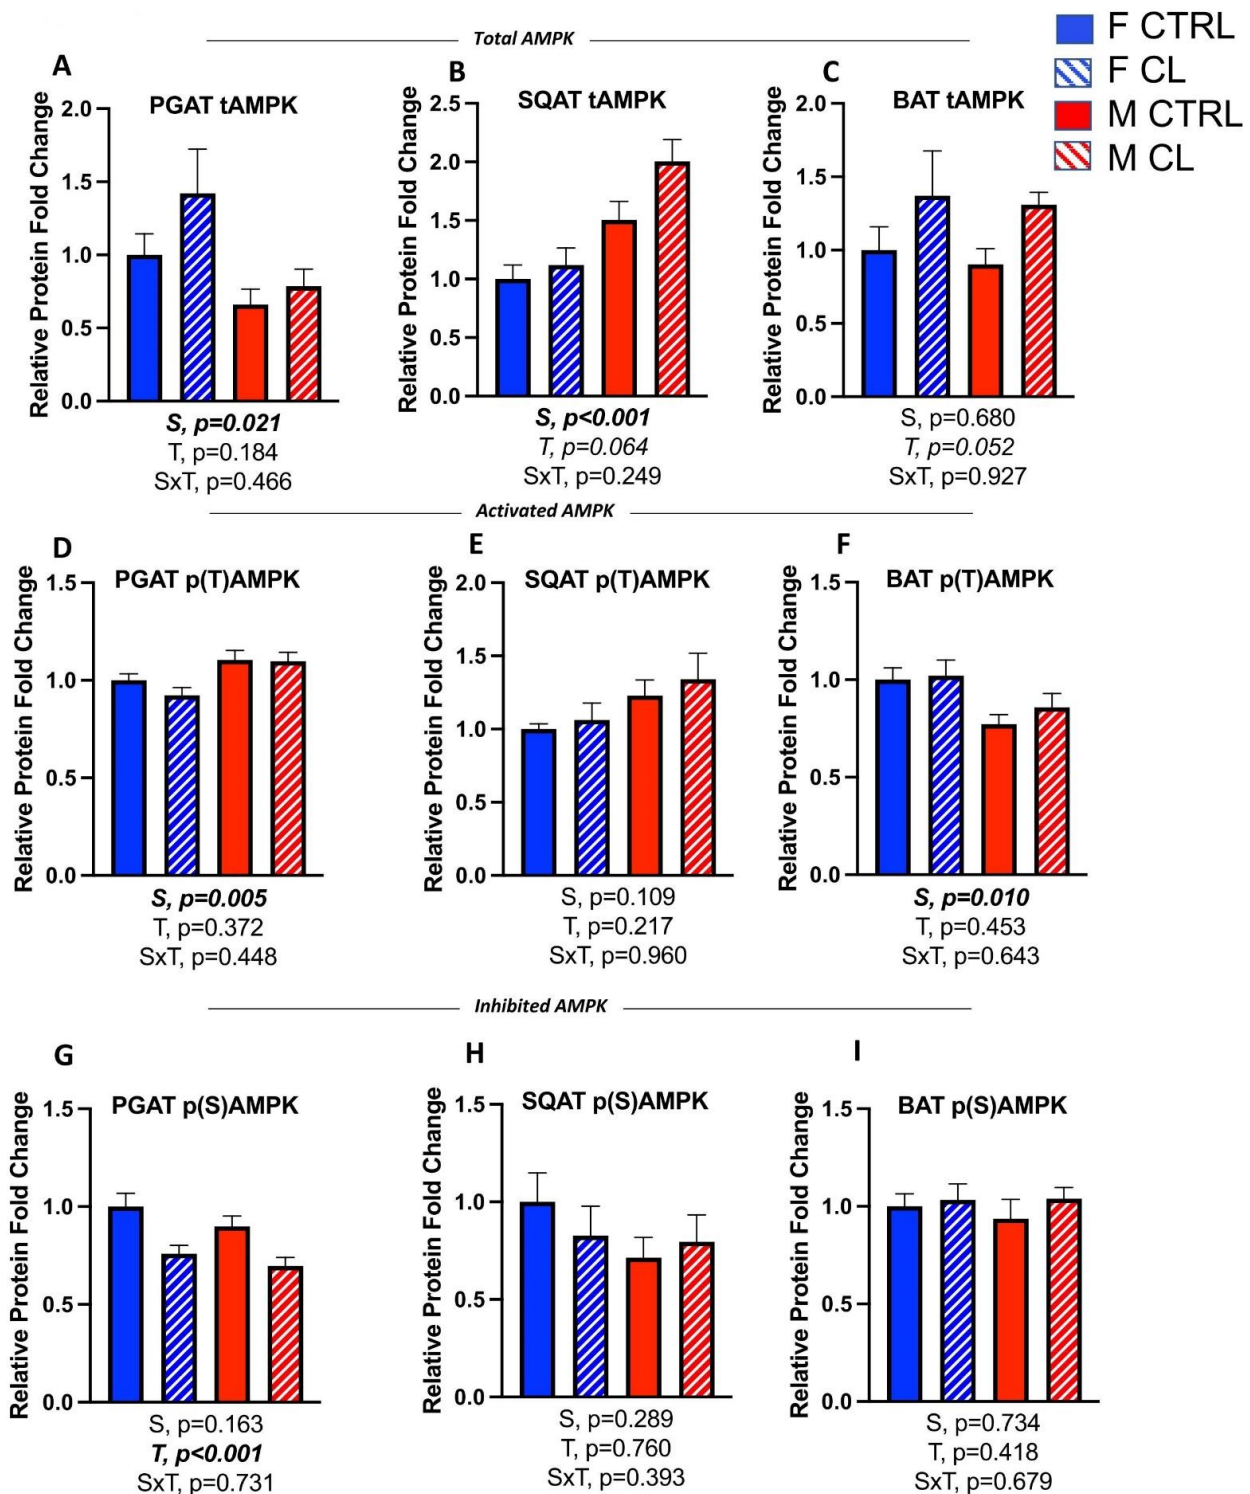 F CTRL
F CL
M CTRL
M CL
Total AMPK
A
PGAT tAMPK
Relative Protein Fold Change
2.0
1.5
1.0
0.5
0.0
S, p=0.021
T, p=0.184
SxT, p=0.466
B
SQAT tAMPK
Relative Protein Fold Change
2.5
2.0
1.5
1.0
0.5
0.0
S, p<0.001
T, p=0.064
SxT, p=0.249
C
BAT tAMPK
Relative Protein Fold Change
2.0
1.5
1.0
0.5
0.0
S, p=0.680
T, p=0.052
SxT, p=0.927
Activated AMPK
D
PGAT p(T)AMPK
Relative Protein Fold Change
1.5
1.0
0.5
0.0
S, p=0.005
T, p=0.372
SxT, p=0.448
E
SQAT p(T)AMPK
Relative Protein Fold Change
2.0
1.5
1.0
0.5
0.0
S, p=0.109
T, p=0.217
SxT, p=0.960
F
BAT p(T)AMPK
Relative Protein Fold Change
1.5
1.0
0.5
0.0
S, p=0.010
T, p=0.453
SxT, p=0.643
Inhibited AMPK
G
PGAT p(S)AMPK
Relative Protein Fold Change
1.5
1.0
0.5
0.0
S, p=0.163
T, p<0.001
SxT, p=0.731
H
SQAT p(S)AMPK
Relative Protein Fold Change
1.5
1.0
0.5
0.0
S, p=0.289
T, p=0.760
SxT, p=0.393
I
BAT p(S)AMPK
Relative Protein Fold Change
1.5
1.0
0.5
0.0
S, p=0.734
T, p=0.418
SxT, p=0.679